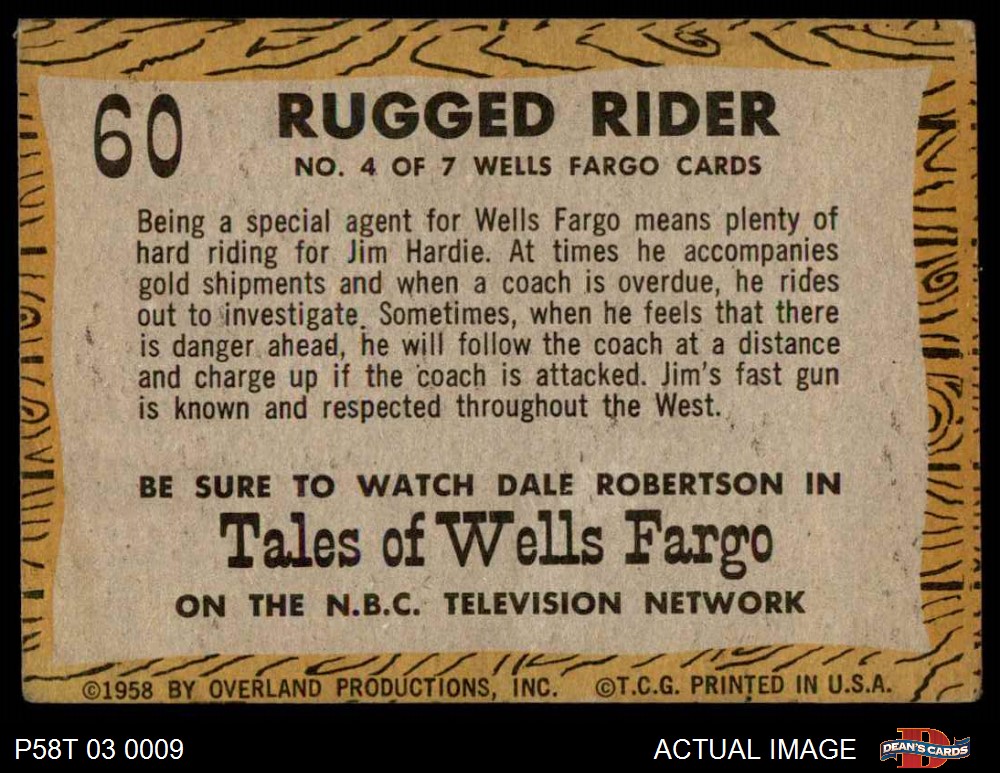 60
RUGGED RIDER
NO. 4 OF 7 WELLS FARGO CARDS
Being a special agent for Wells Fargo means plenty of
hard riding for Jim Hardie. At times he accompanies
gold shipments and when a coach is overdue, he rides
out to investigate. Sometimes, when he feels that there
is danger ahead, he will follow the coach at a distance
and charge up if the coach is attacked. Jim's fast gun
is known and respected throughout the West.
BE SURE TO WATCH DALE ROBERTSON IN
Tales of Wells Fargo
ON THE N.B.C. TELEVISION NETWORK
©1958 BY OVERLAND PRODUCTIONS, INC. ©T.C.G. PRINTED IN U.S.A.
P58T 03 0009 ACTUAL IMAGE DEAN'S CARDS